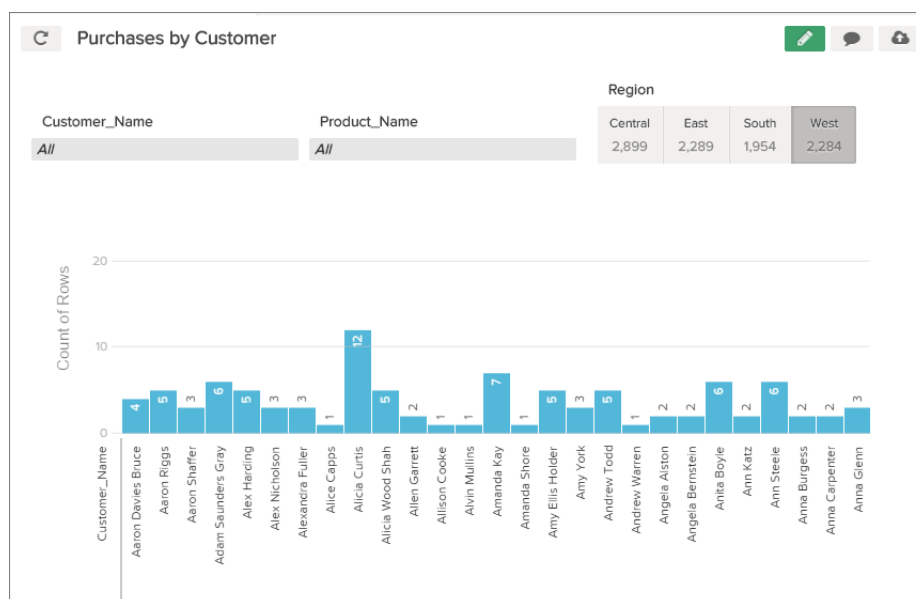 Purchases by Customer
Region
Customer_Name
Product_Name
Central
East
South
West
All
All
2,899
2,289
1,954
2,284
Count of Rows
20
10
0
4
5
3
6
5
3
3
1
12
5
2
1
1
7
1
5
3
5
1
2
2
6
2
6
2
2
3
Customer_Name
Aaron Davies Bruce
Aaron Riggs
Aaron Shaffer
Adam Saunders Gray
Alex Harding
Alex Nicholson
Alexandra Fuller
Alice Capps
Alicia Curtis
Alicia Wood Shah
Allen Garrett
Allison Cooke
Alvin Mullins
Amanda Kay
Amanda Shore
Amy Ellis Holder
Amy York
Andrew Todd
Andrew Warren
Angela Alston
Angela Bernstein
Anita Boyle
Ann Katz
Ann Steele
Anna Burgess
Anna Carpenter
Anna Glenn